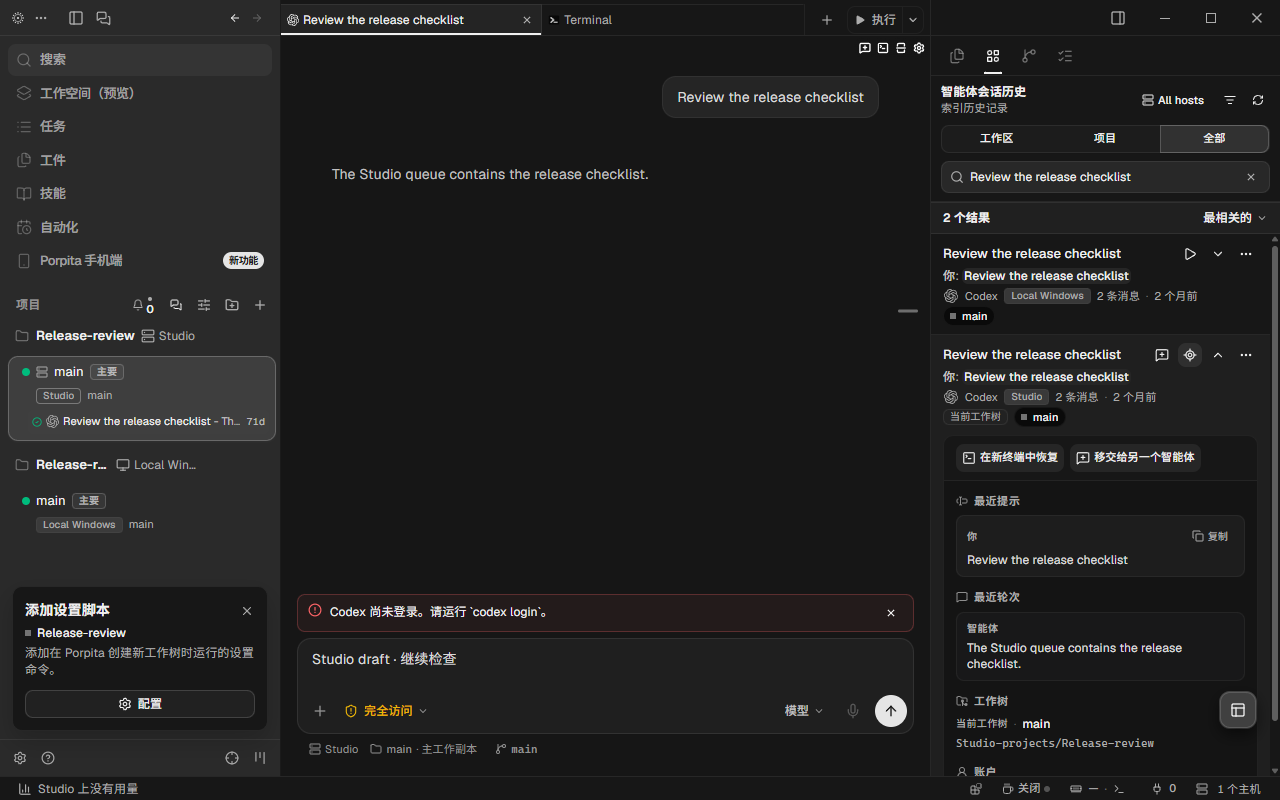 Review the release checklist
Terminal
执行
搜索
工作空间（预览）
任务
工件
技能
自动化
Porpita 手机端
新功能
项目
0
Release-review
Studio
main
主要
Studio
main
Review the release checklist - Th...
71d
Release-r...
Local Win...
main
主要
Local Windows
main
添加设置脚本
Release-review
添加在 Porpita 创建新工作树时运行的设置
命令。
配置
Studio 上没有用量
Review the release checklist
The Studio queue contains the release checklist.
Codex 尚未登录。请运行 `codex login`。
Studio draft · 继续检查
完全访问
模型
Studio
main · 主工作副本
main
智能体会话历史
索引历史记录
All hosts
工作区
项目
全部
Review the release checklist
2 个结果
最相关的
Review the release checklist
你: Review the release checklist
Codex
Local Windows
2 条消息 · 2 个月前
main
Review the release checklist
你: Review the release checklist
Codex
Studio
2 条消息 · 2 个月前
当前工作树
main
在新终端中恢复
移交给另一个智能体
最近提示
你
复制
Review the release checklist
最近轮次
智能体
The Studio queue contains the release
checklist.
工作树
当前工作树 · main
Studio-projects/Release-review
账户
关闭
0
1 个主机